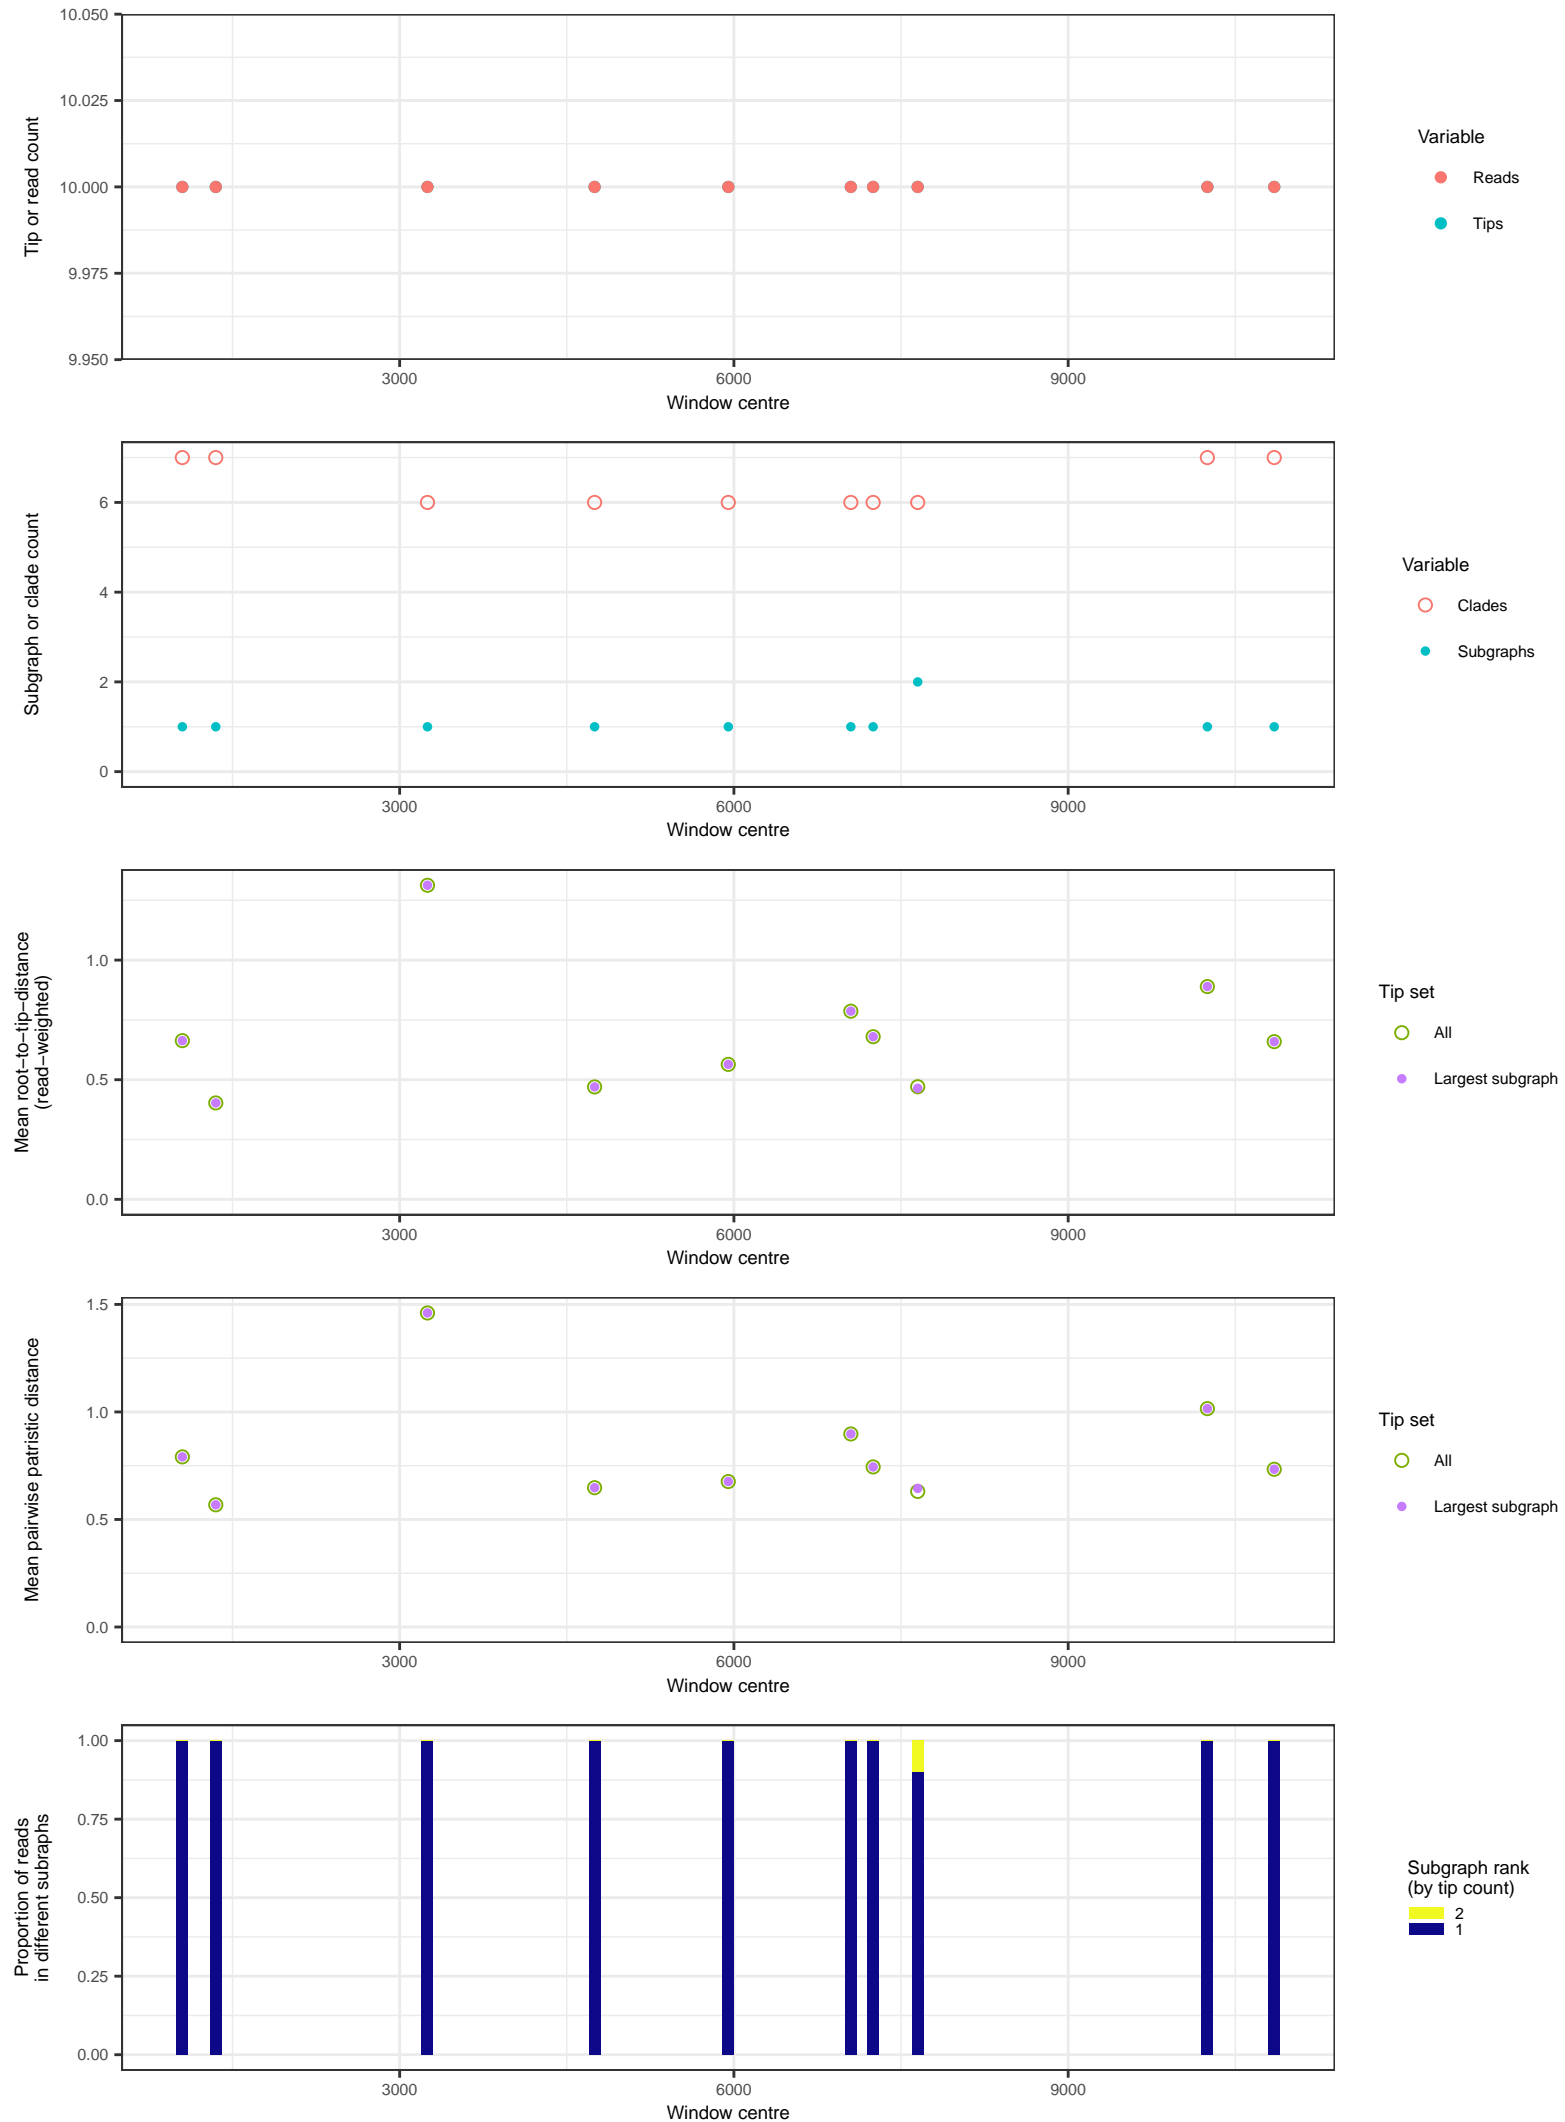 10.050
10.025
10.000
9.975
9.950
Tip or read count
3000
6000
9000
Window centre
Variable
Reads
Tips
6
4
2
0
Subgraph or clade count
3000
6000
9000
Window centre
Variable
Clades
Subgraphs
1.0
0.5
0.0
Mean root−to−tip−distance
(read−weighted)
3000
6000
9000
Window centre
Tip set
All
Largest subgraph
1.5
1.0
0.5
0.0
Mean pairwise patristic distance
3000
6000
9000
Window centre
Tip set
All
Largest subgraph
1.00
0.75
0.50
0.25
0.00
Proportion of reads
in different subraphs
3000
6000
9000
Window centre
Subgraph rank
(by tip count)
2
1